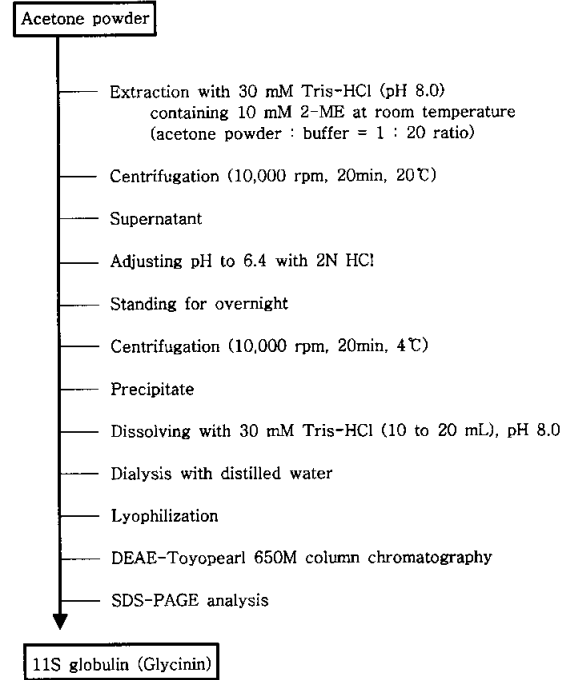 Acetone powder
Extraction with 30 mM Tris-HCl (pH 8.0)
containing 10 mM 2-ME at room temperature
(acetone powder : buffer = 1 : 20 ratio)
Centrifugation (10,000 rpm, 20min, 20℃)
Supernatant
Adjusting pH to 6.4 with 2N HCl
Standing for overnight
Centrifugation (10,000 rpm, 20min, 4℃)
Precipitate
Dissolving with 30 mM Tris-HCl (10 to 20 mL), pH 8.0
Dialysis with distilled water
Lyophilization
DEAE-Toyopearl 650M column chromatography
SDS-PAGE analysis
11S globulin (Glycinin)